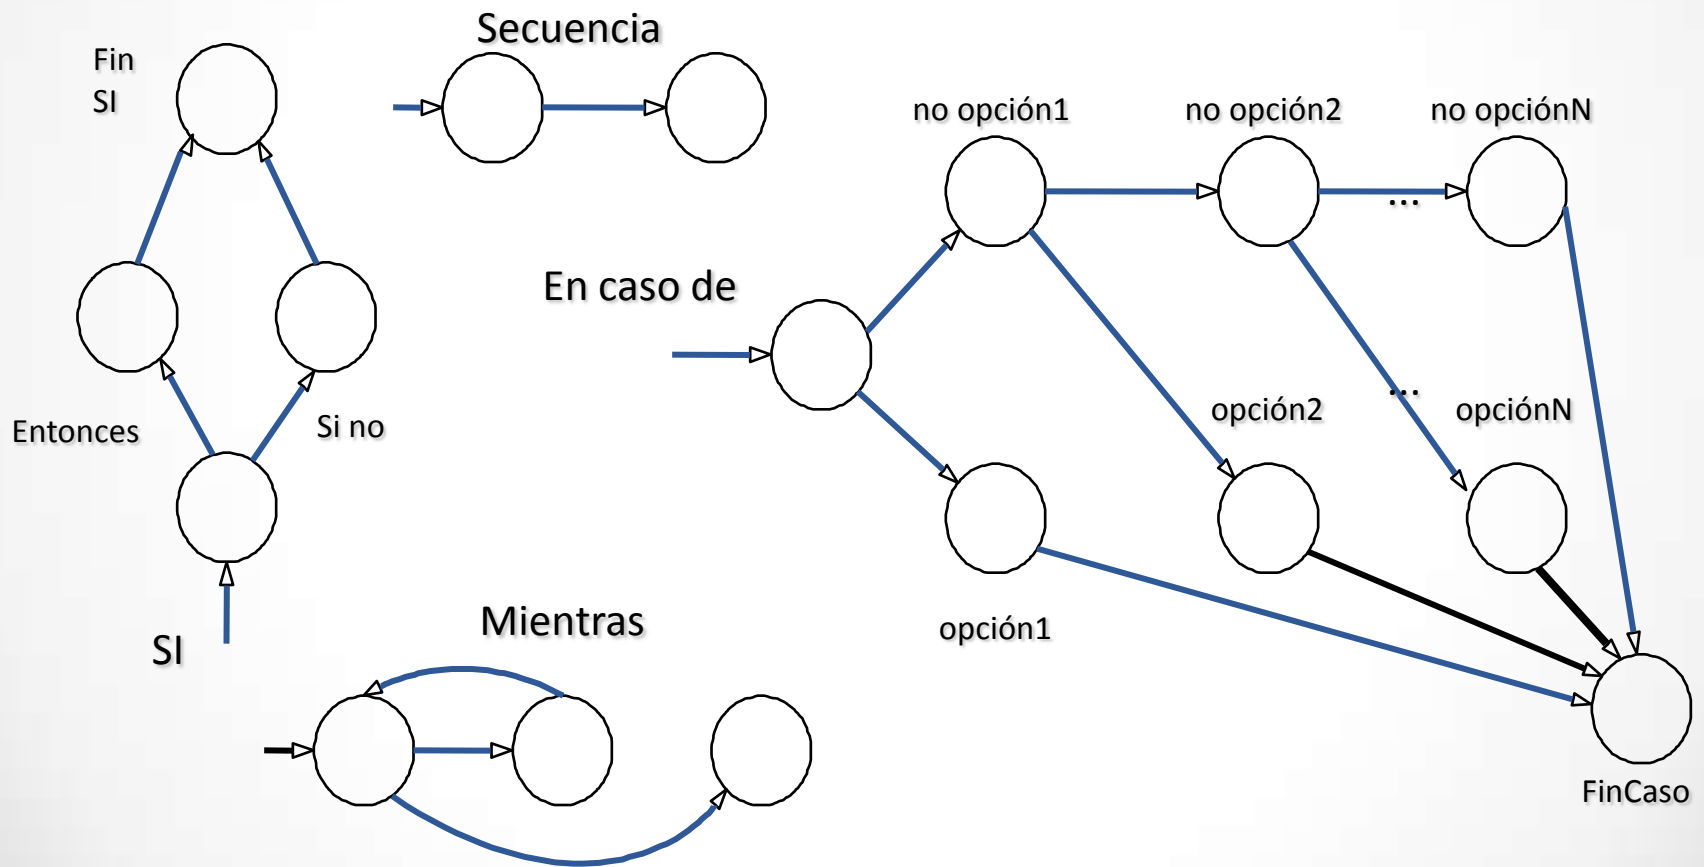 Secuencia
Fin
SI
no opción1
no opción2
no opciónN
...
En caso de
...
opción2
opciónN
Entonces
Si no
Mientras
opción1
SI
FinCaso